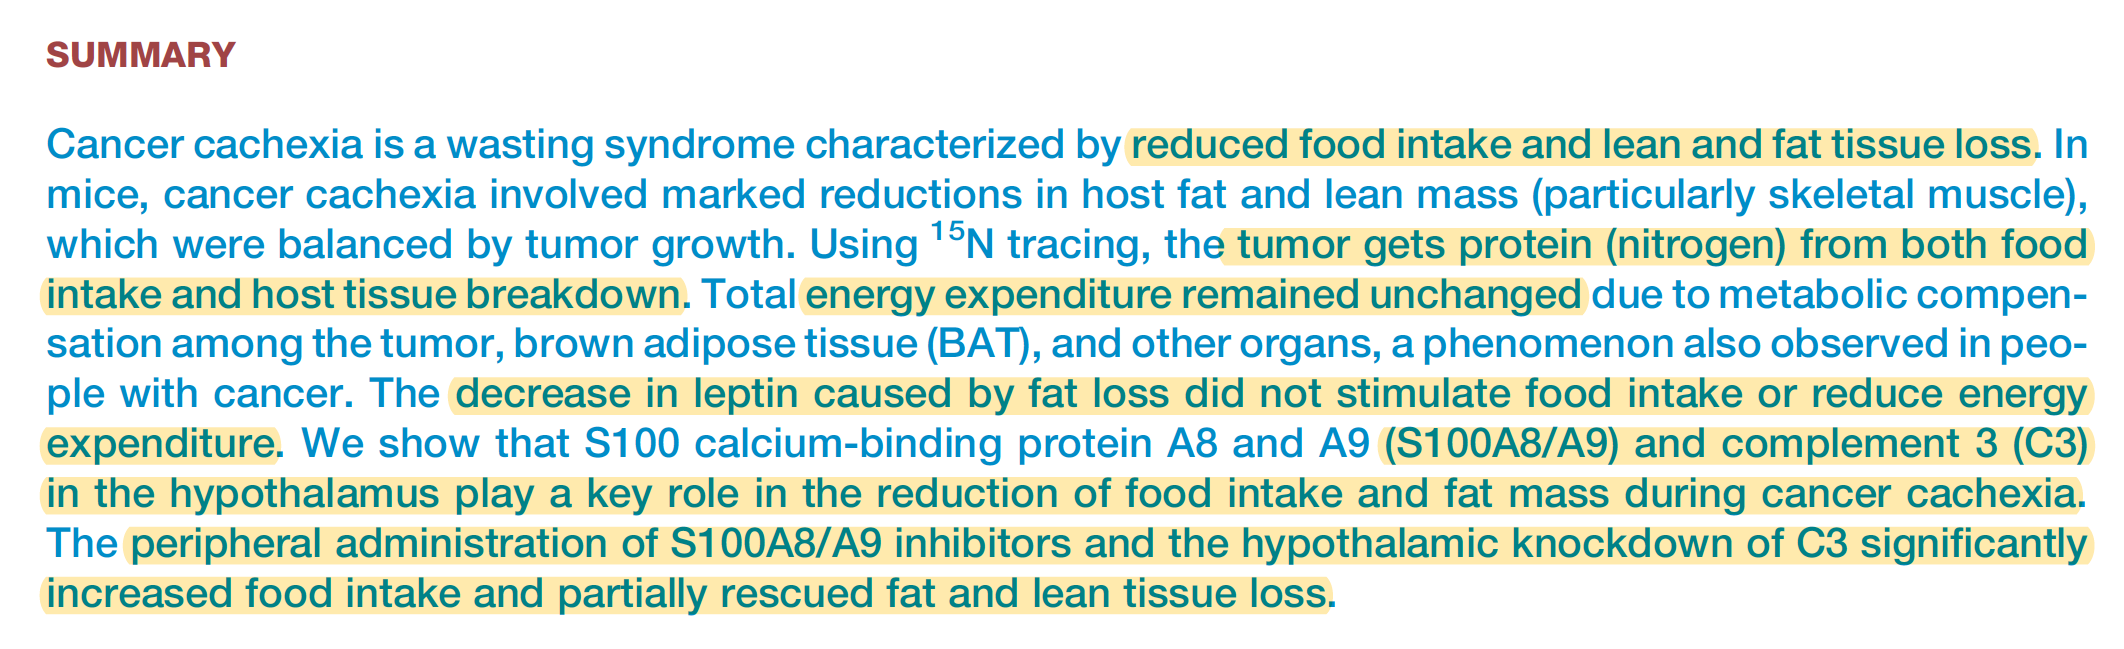 SUMMARY
Cancer cachexia is a wasting syndrome characterized by reduced food intake and lean and fat tissue loss. In
mice, cancer cachexia involved marked reductions in host fat and lean mass (particularly skeletal muscle),
which were balanced by tumor growth. Using ¹⁵N tracing, the tumor gets protein (nitrogen) from both food
intake and host tissue breakdown. Total energy expenditure remained unchanged due to metabolic compen-
sation among the tumor, brown adipose tissue (BAT), and other organs, a phenomenon also observed in peo-
ple with cancer. The decrease in leptin caused by fat loss did not stimulate food intake or reduce energy
expenditure. We show that S100 calcium-binding protein A8 and A9 (S100A8/A9) and complement 3 (C3)
in the hypothalamus play a key role in the reduction of food intake and fat mass during cancer cachexia.
The peripheral administration of S100A8/A9 inhibitors and the hypothalamic knockdown of C3 significantly
increased food intake and partially rescued fat and lean tissue loss.